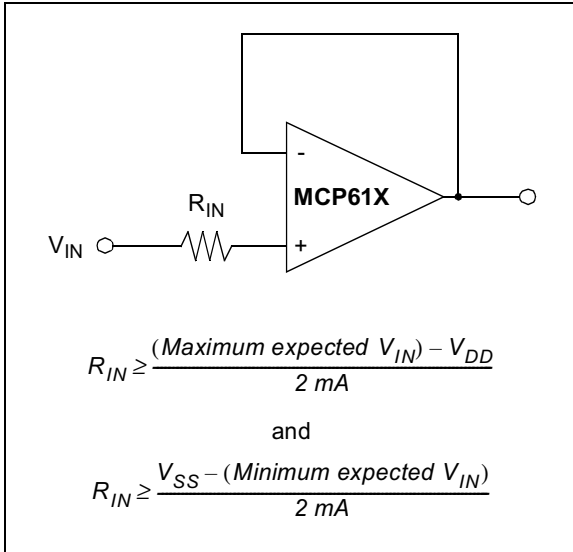 -
MCP61X
R_IN
V_IN
+
R_IN ≥ (Maximum expected V_IN) – V_DD
2 mA
and
R_IN ≥ V_SS – (Minimum expected V_IN)
2 mA